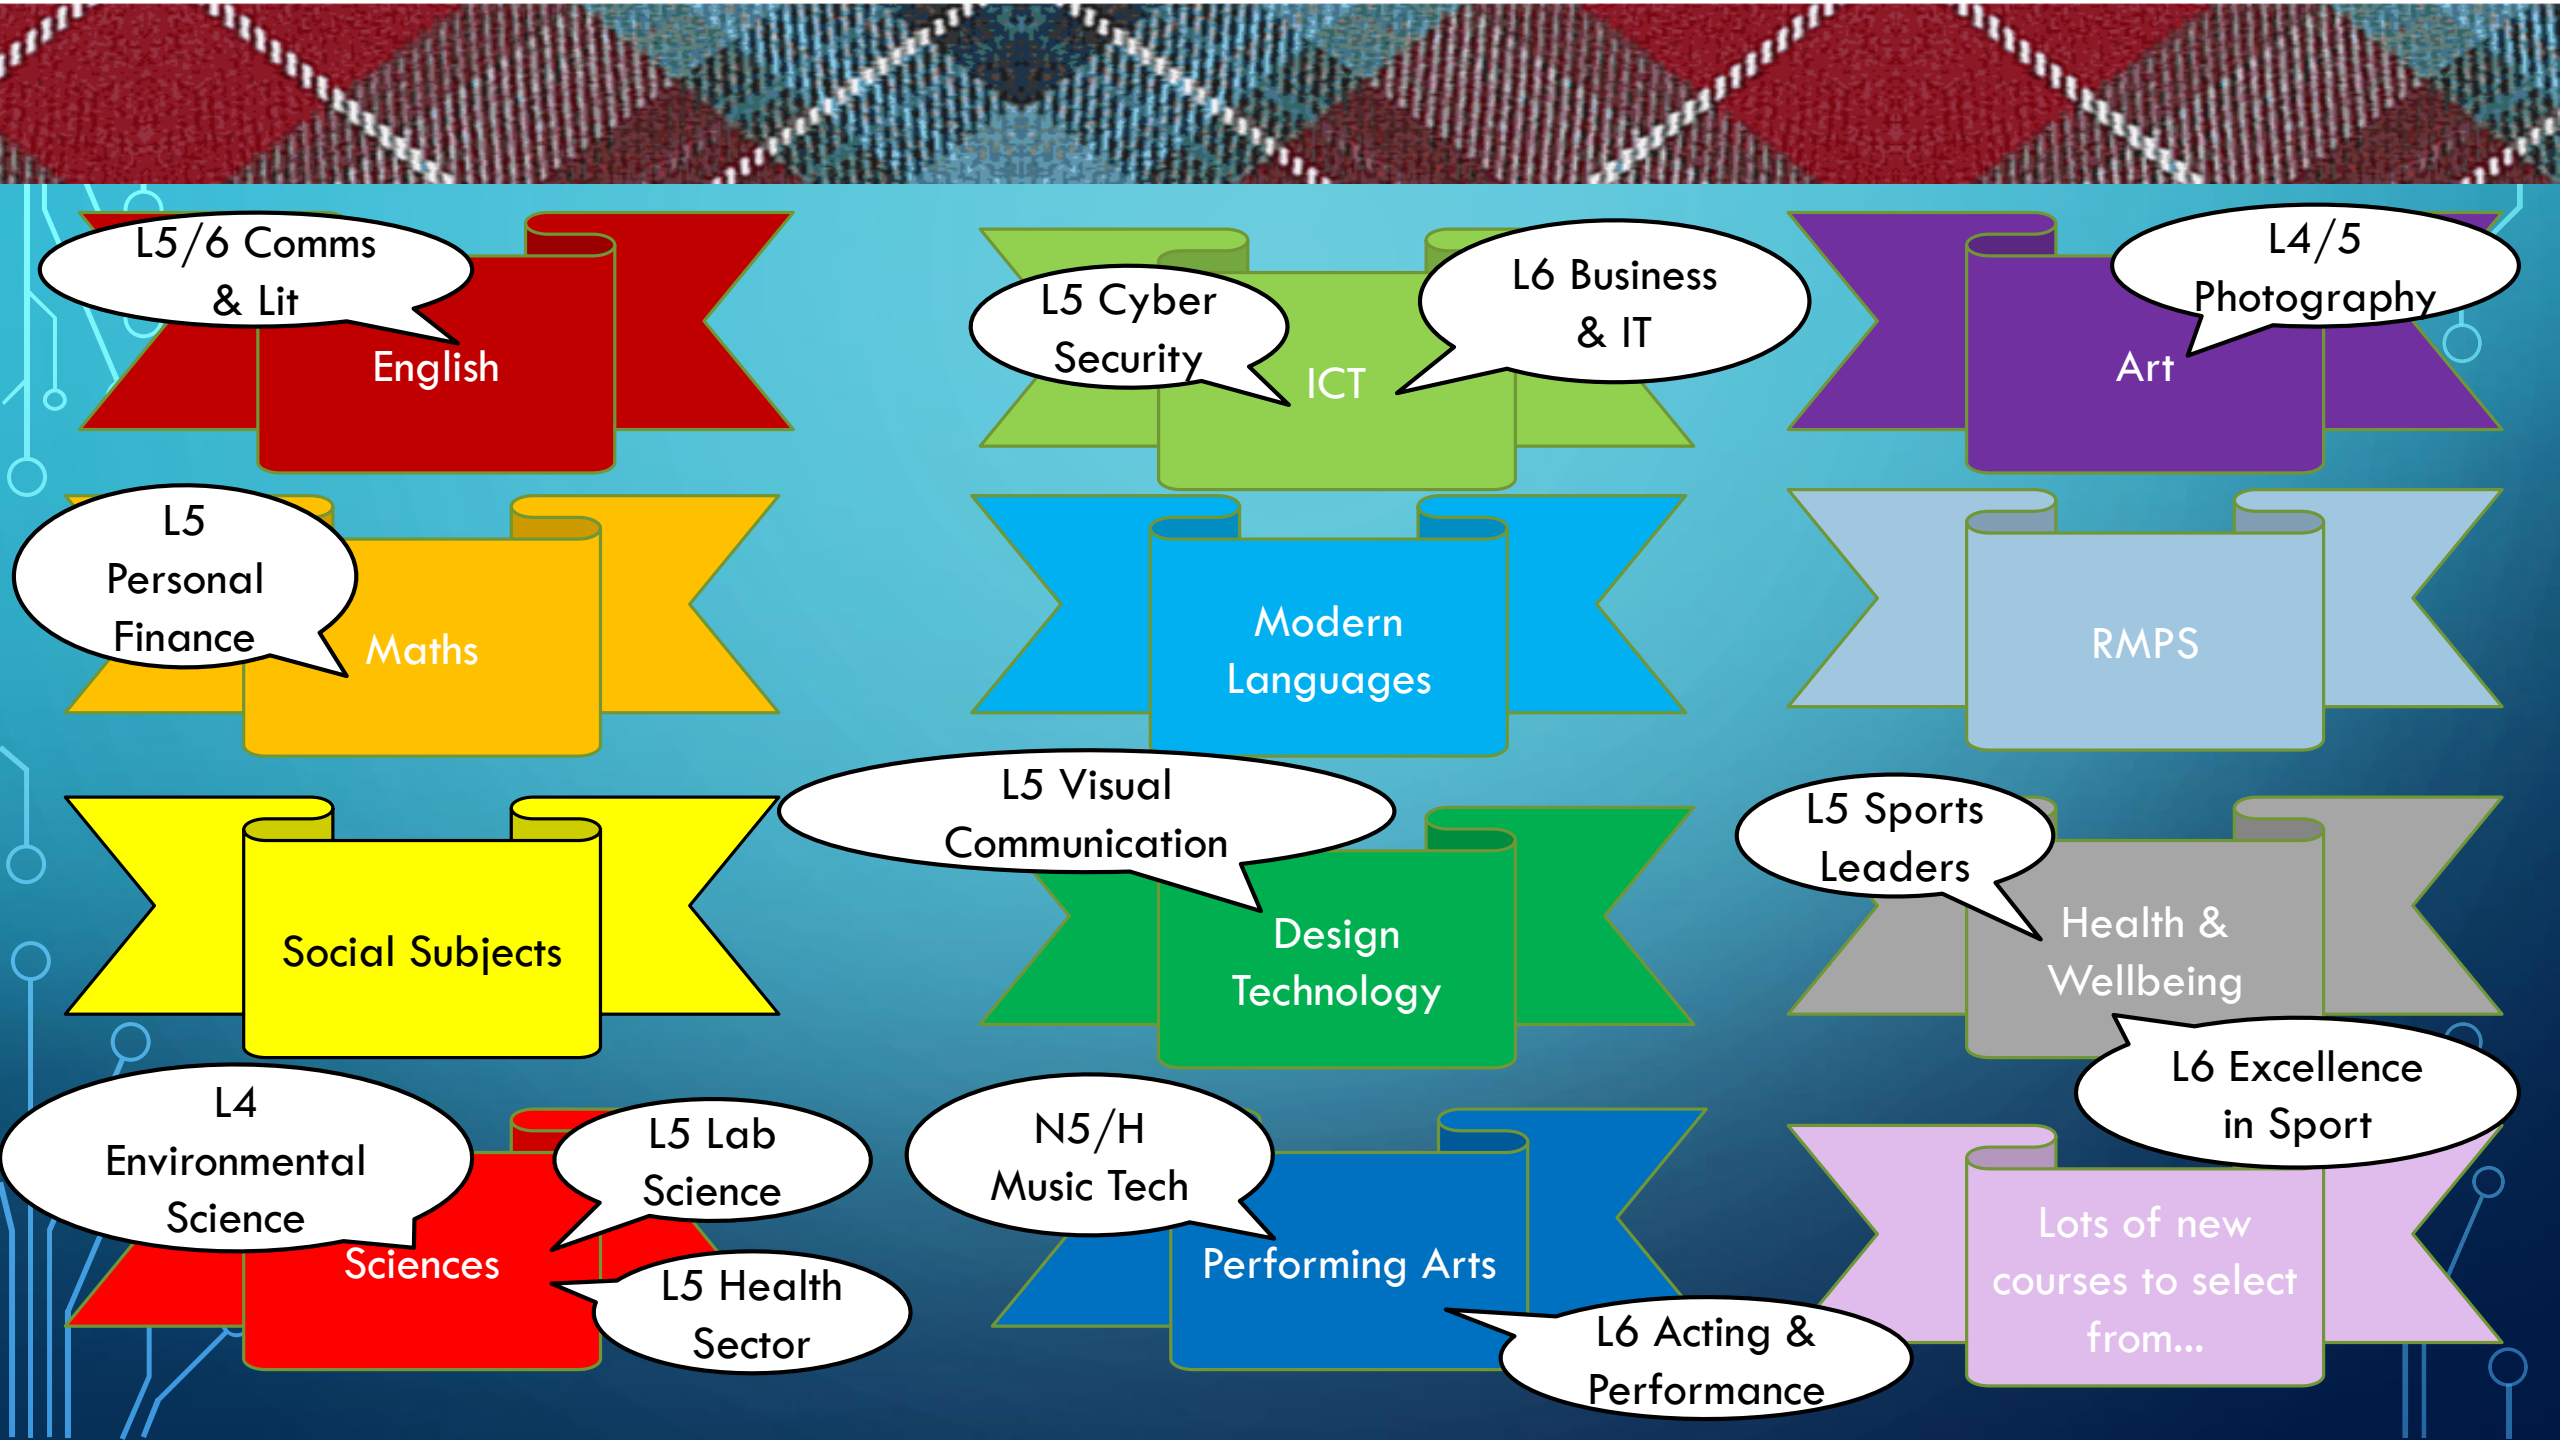 L5/6 Comms
& Lit
English
L5 Cyber
Security
ICT
L6 Business
& IT
L4/5
Photography
Art
L5
Personal
Finance
Maths
Modern
Languages
RMPS
Social Subjects
L5 Visual
Communication
Design
Technology
L5 Sports
Leaders
Health &
Wellbeing
L6 Excellence
in Sport
L4
Environmental
Science
L5 Lab
Science
Sciences
L5 Health
Sector
N5/H
Music Tech
Performing Arts
L6 Acting &
Performance
Lots of new
courses to select
from...